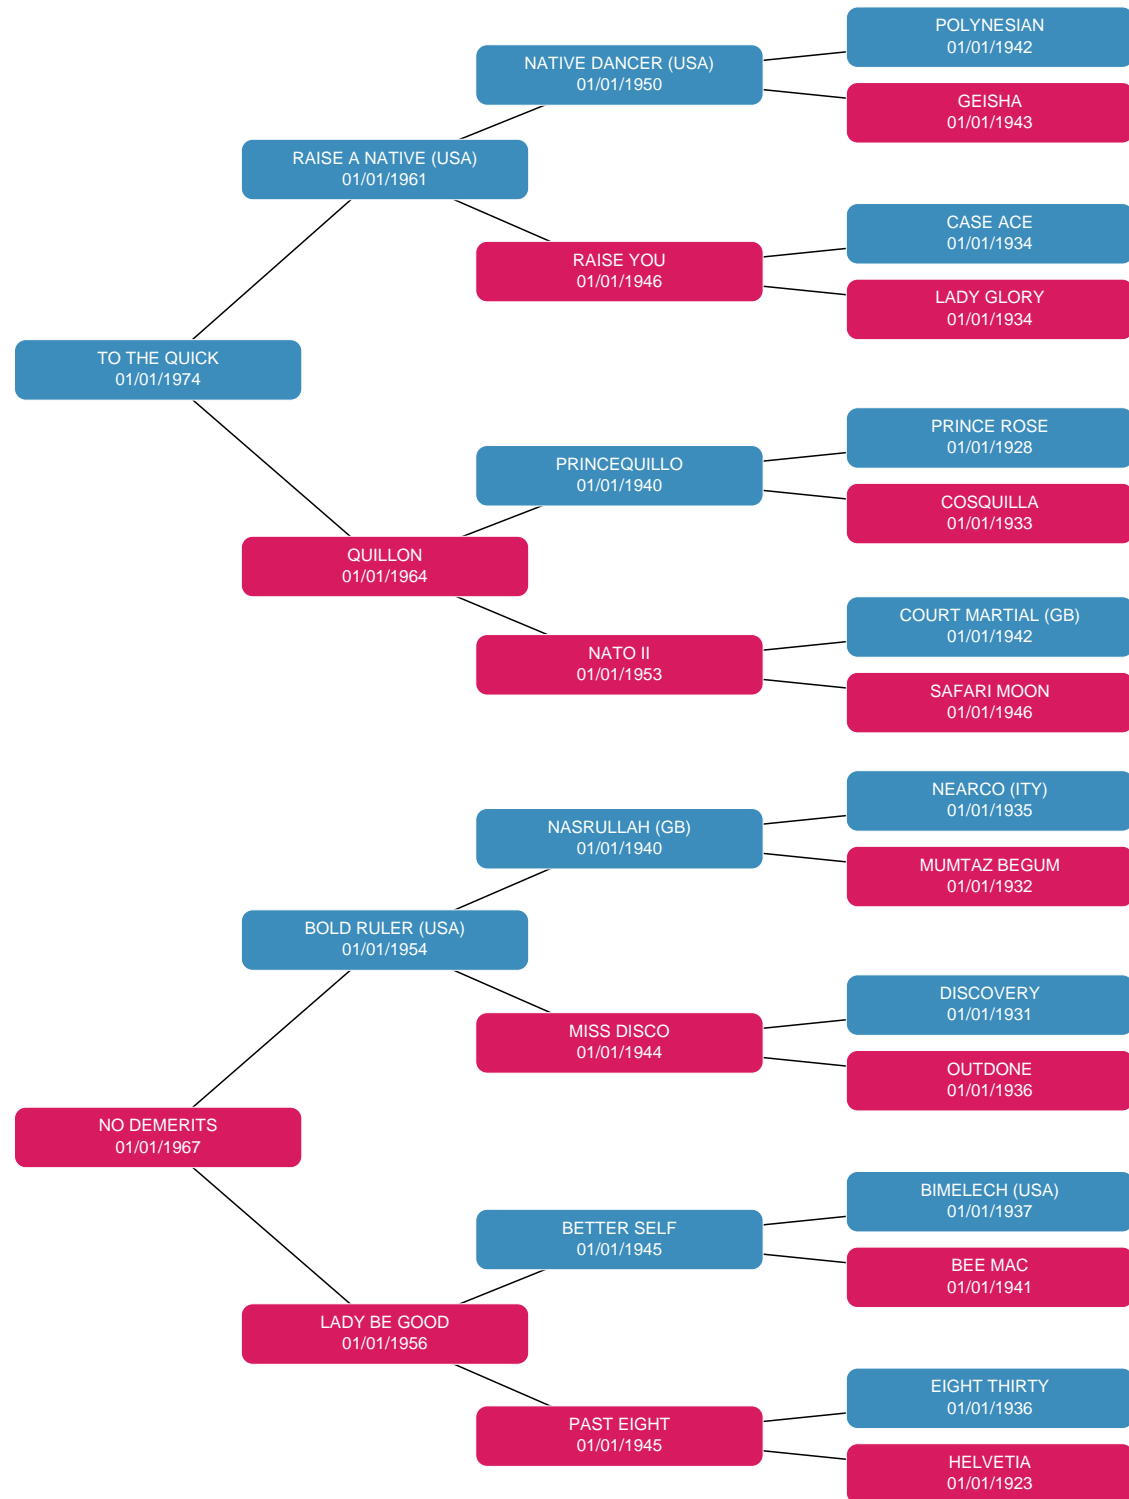 POLYNESIAN
01/01/1942
NATIVE DANCER (USA)
01/01/1950
GEISHA
01/01/1943
RAISE A NATIVE (USA)
01/01/1961
CASE ACE
01/01/1934
RAISE YOU
01/01/1946
LADY GLORY
01/01/1934
TO THE QUICK
01/01/1974
PRINCE ROSE
01/01/1928
PRINCEQUILLO
01/01/1940
COSQUILLA
01/01/1933
QUILLON
01/01/1964
COURT MARTIAL (GB)
01/01/1942
NATO II
01/01/1953
SAFARI MOON
01/01/1946
NEARCO (ITY)
01/01/1935
NASRULLAH (GB)
01/01/1940
MUMTAZ BEGUM
01/01/1932
BOLD RULER (USA)
01/01/1954
DISCOVERY
01/01/1931
MISS DISCO
01/01/1944
OUTDONE
01/01/1936
NO DEMERITS
01/01/1967
BIMELECH (USA)
01/01/1937
BETTER SELF
01/01/1945
BEE MAC
01/01/1941
LADY BE GOOD
01/01/1956
EIGHT THIRTY
01/01/1936
PAST EIGHT
01/01/1945
HELVETIA
01/01/1923